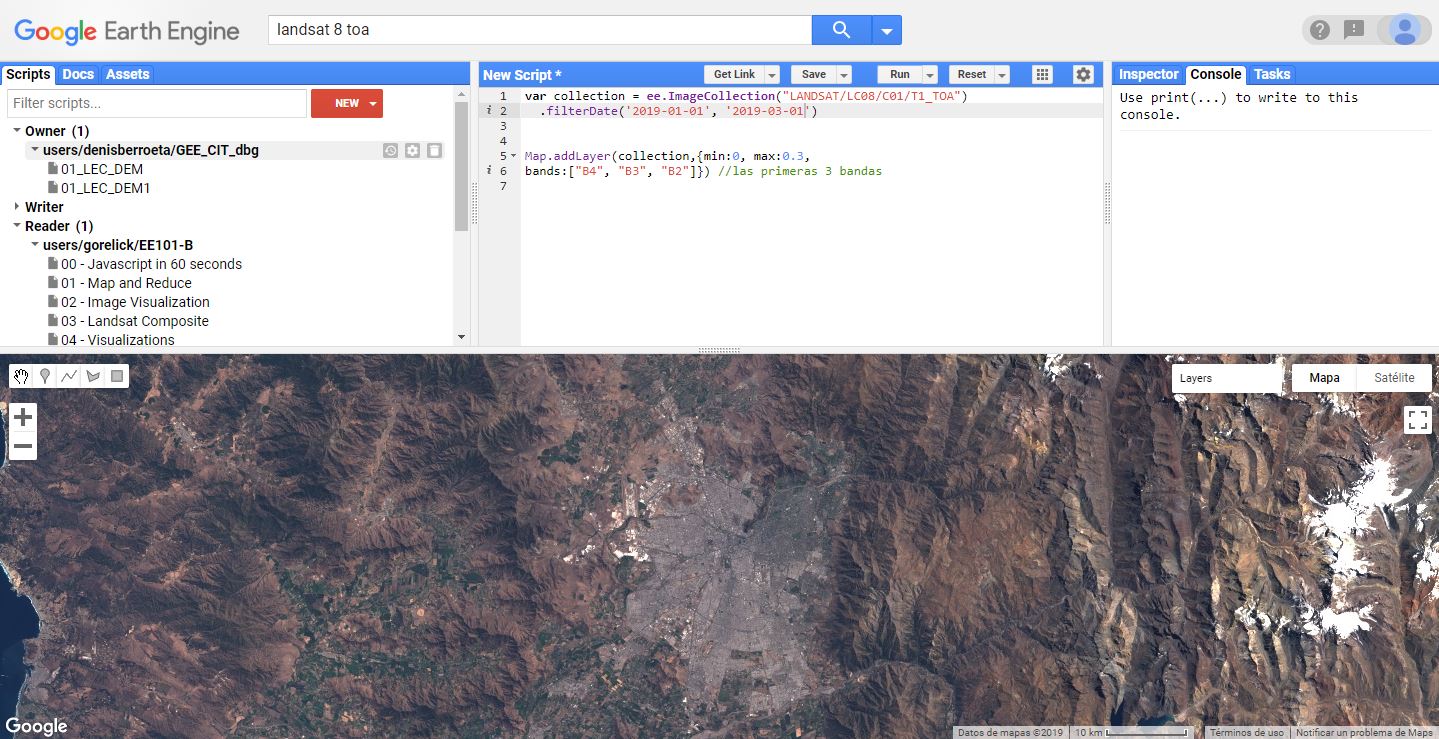 Google Earth Engine
landsat 8 toa
Scripts Docs Assets
Filter scripts...
NEW
Owner (1)
users/denisberroeta/GEE_CIT_dbg
01_LEC_DEM
01_LEC_DEM1
Writer
Reader (1)
users/gorelick/EE101-B
00 - Javascript in 60 seconds
01 - Map and Reduce
02 - Image Visualization
03 - Landsat Composite
04 - Visualizations
New Script *
Get Link Save Run Reset
i
i
1 var collection = ee.ImageCollection("LANDSAT/LC08/C01/T1_TOA")
2 .filterDate('2019-01-01', '2019-03-01')
3
4
5 Map.addLayer(collection,{min:0, max:0.3,
6 bands:["B4", "B3", "B2"]}) //las primeras 3 bandas
7
Inspector Console Tasks
Use print(...) to write to this
console.
Layers
Mapa Satélite
Google
Datos de mapas ©2019 10 km Términos de uso Notificar un problema de Maps